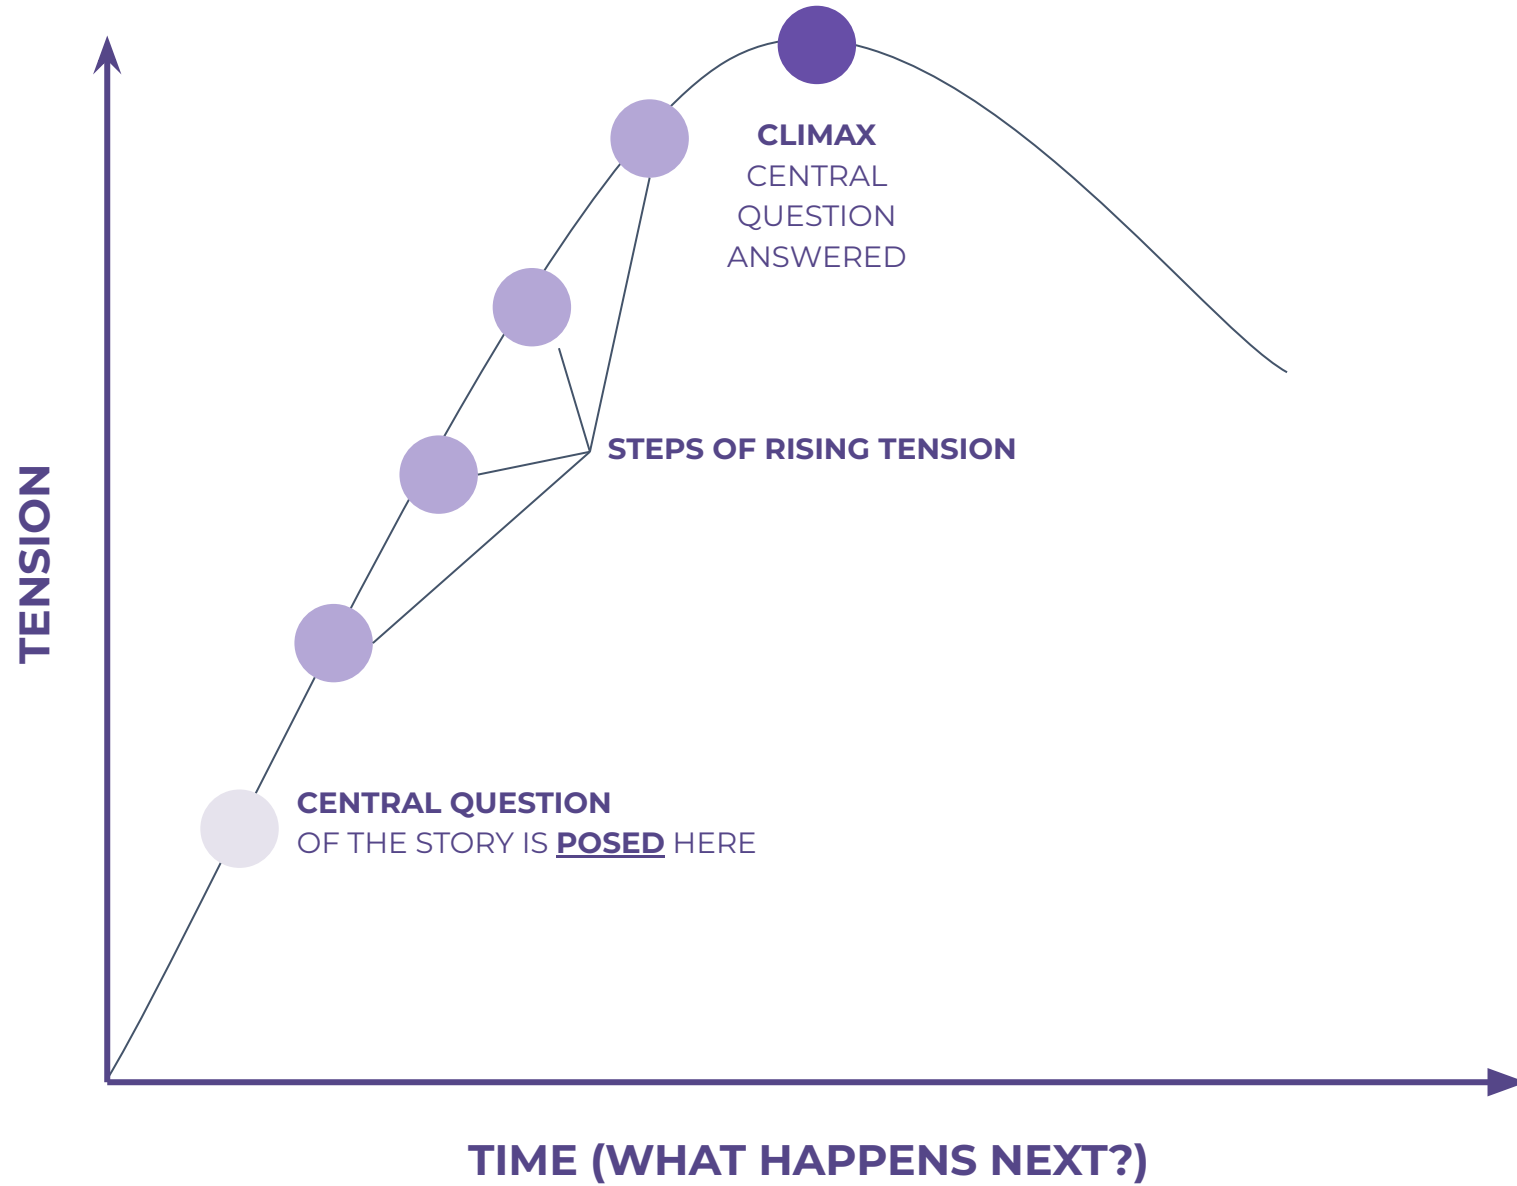 CLIMAX
CENTRAL
QUESTION
ANSWERED
STEPS OF RISING TENSION
TENSION
CENTRAL QUESTION
OF THE STORY IS POSED HERE
TIME (WHAT HAPPENS NEXT?)